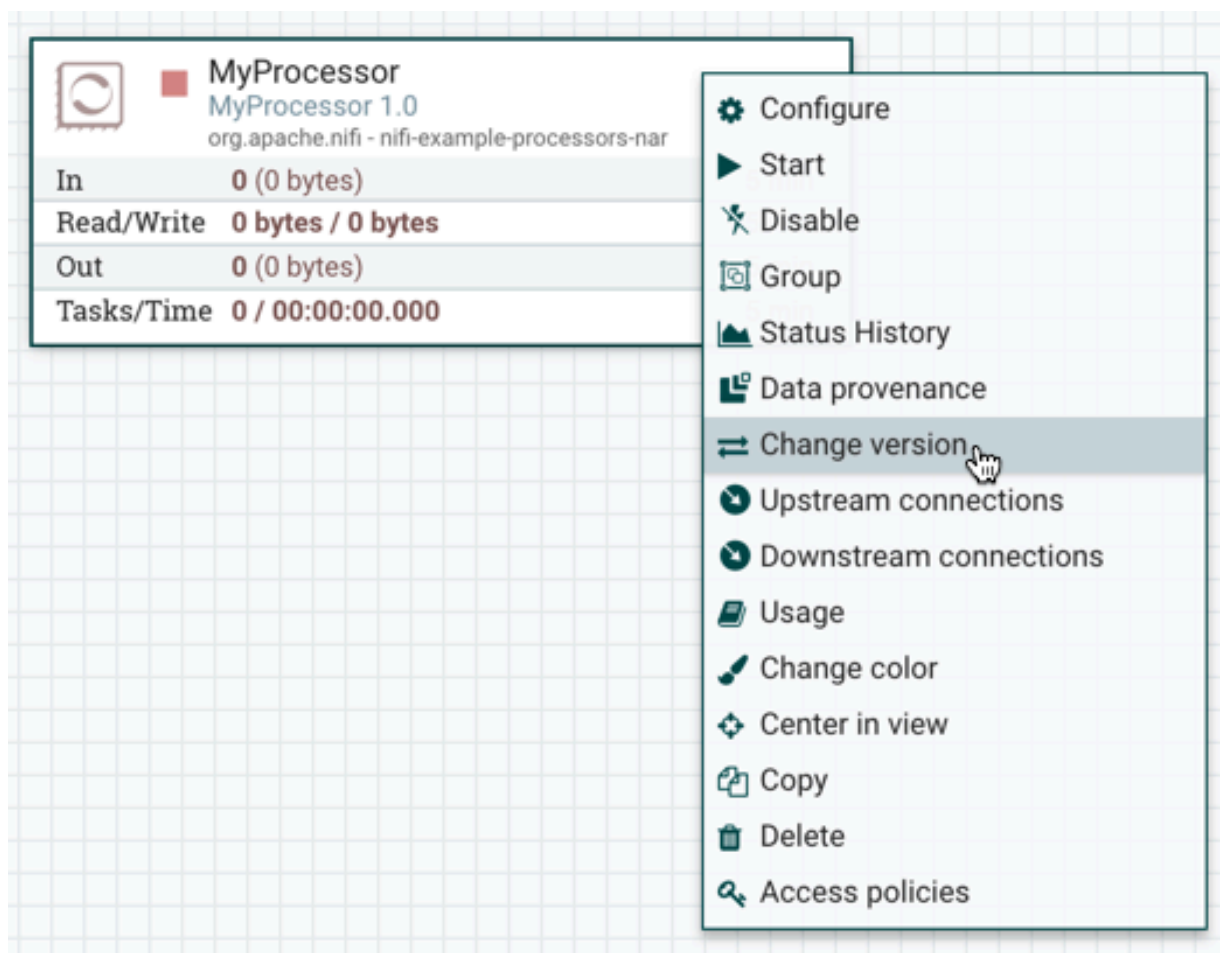 MyProcessor
MyProcessor 1.0
org.apache.nifi - nifi-example-processors-nar
In 0 (0 bytes)
Read/Write 0 bytes / 0 bytes
Out 0 (0 bytes)
Tasks/Time 0 / 00:00:00.000 5 min
Configure
Start
Disable
Group
Status History
Data provenance
Change version
Upstream connections
Downstream connections
Usage
Change color
Center in view
Copy
Delete
Access policies